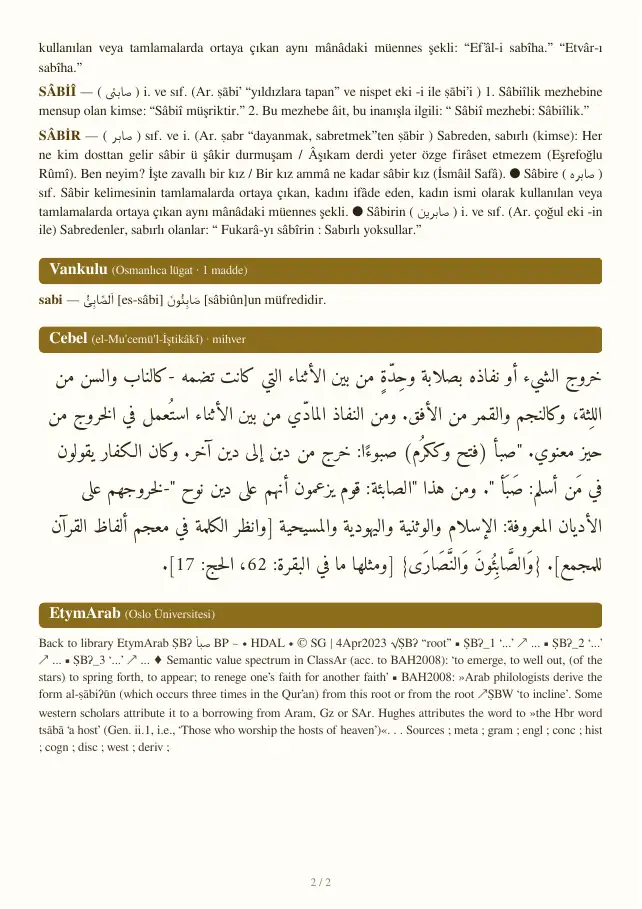 kullanılan veya tamlamalarda ortaya çıkan aynı mânâdaki müennes şekli: “Ef’âl-i sabîha.” “Etvâr-ı
sabîha.”
SÂBİÎ — ( صابئى ) i. ve sıf. (Ar. ṣābі’ “yıldızlara tapan” ve nispet eki -і ile ṣābі’і ) 1. Sâbiîlik mezhebine
mensup olan kimse: “Sâbiî müşriktir.” 2. Bu mezhebe âit, bu inanışla ilgili: “ Sâbiî mezhebi: Sâbiîlik.”
SÂBİR — ( صابر ) sıf. ve i. (Ar. ṣabr “dayanmak, sabretmek”ten ṣābir ) Sabreden, sabırlı (kimse): Her
ne kim dosttan gelir sâbir ü şâkir durmuşam / Âşıkam derdi yeter özge firâset etmezem (Eşrefoğlu
Rûmî). Ben neyim? İşte zavallı bir kız / Bir kız ammâ ne kadar sâbir kız (İsmâil Safâ). ● Sâbire ( صابره )
sıf. Sâbir kelimesinin tamlamalarda ortaya çıkan, kadını ifâde eden, kadın ismi olarak kullanılan veya
tamlamalarda ortaya çıkan aynı mânâdaki müennes şekli. ● Sâbirin ( صابرين ) i. ve sıf. (Ar. çoğul eki -іn
ile) Sabredenler, sabırlı olanlar: “ Fukarâ-yı sâbîrin : Sabırlı yoksullar.”
Vankulu (Osmanlıca lügat · 1 madde)
sabi — اَلصَّابِئُ [es-sâbi] صَابِئُونَ [sâbiûn]un müfredidir.
Cebel (el-Mu'cemü'l-İştikâkî) · mihver
خروج الشيء أو نفاذه بصلابة وحِدّةٍ من بين الأثناء التي كانت تضمه -كالناب والسن من
اللِثة، وكالنجم والقمر من الأفق. ومن النفاذ المادّي من بين الأثناء استُعمل في الخروج من
حيز معنوي. "صبأ (فتح وككرُم) صبوءًا: خرج من دين إلى دين آخر. وكان الكفار يقولون
في مَن أسلم: صَبَأ ". ومن هذا "الصابئة: قوم يزعمون أنهم على دين نوح "-لخروجهم على
الأديان المعروفة: الإسلام والوثنية واليهودية والمسيحية [وانظر الكلمة في معجم ألفاظ القرآن
للمجمع]. {وَالصَّابِئُونَ وَالنَّصَارَى} [ومثلها ما في البقرة: 62، الحج: 17].
EtymArab (Oslo Üniversitesi)
Back to library EtymArab ṢBʔ صبأ BP – • HDAL • © SG | 4Apr2023 √ṢBʔ “root” ▪ ṢBʔ_1 ‘...’ ↗ ... ▪ ṢBʔ_2 ‘...’
↗ ... ▪ ṢBʔ_3 ‘...’ ↗ ... ♦ Semantic value spectrum in ClassAr (acc. to BAH2008): ‘to emerge, to well out, (of the
stars) to spring forth, to appear; to renege one’s faith for another faith’ ▪ BAH2008: »Arab philologists derive the
form al-ṣābiʔūn (which occurs three times in the Qurʾan) from this root or from the root ↗ṢBW ‘to incline’. Some
western scholars attribute it to a borrowing from Aram, Gz or SAr. Hughes attributes the word to »the Hbr word
tsābā ‘a host’ (Gen. ii.1, i.e., ‘Those who worship the hosts of heaven’)«. . . Sources ; meta ; gram ; engl ; conc ; hist
; cogn ; disc ; west ; deriv ;
2 / 2